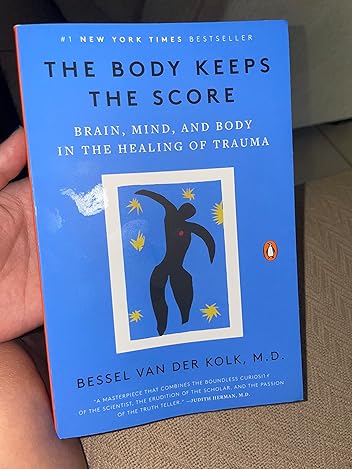 #1 NEW YORK TIMES BESTSELLER
THE BODY KEEPS
THE SCORE
BRAIN, MIND, AND BODY
IN THE HEALING OF TRAUMA
BESSEL VAN DER KOLK, M.D.
"A MASTERPIECE THAT COMBINES THE BOUNDLESS CURIOSITY
OF THE SCIENTIST, THE ERUDITION OF THE SCHOLAR, AND THE PASSION
OF THE TRUTH TELLER." —JUDITH HERMAN, M.D.